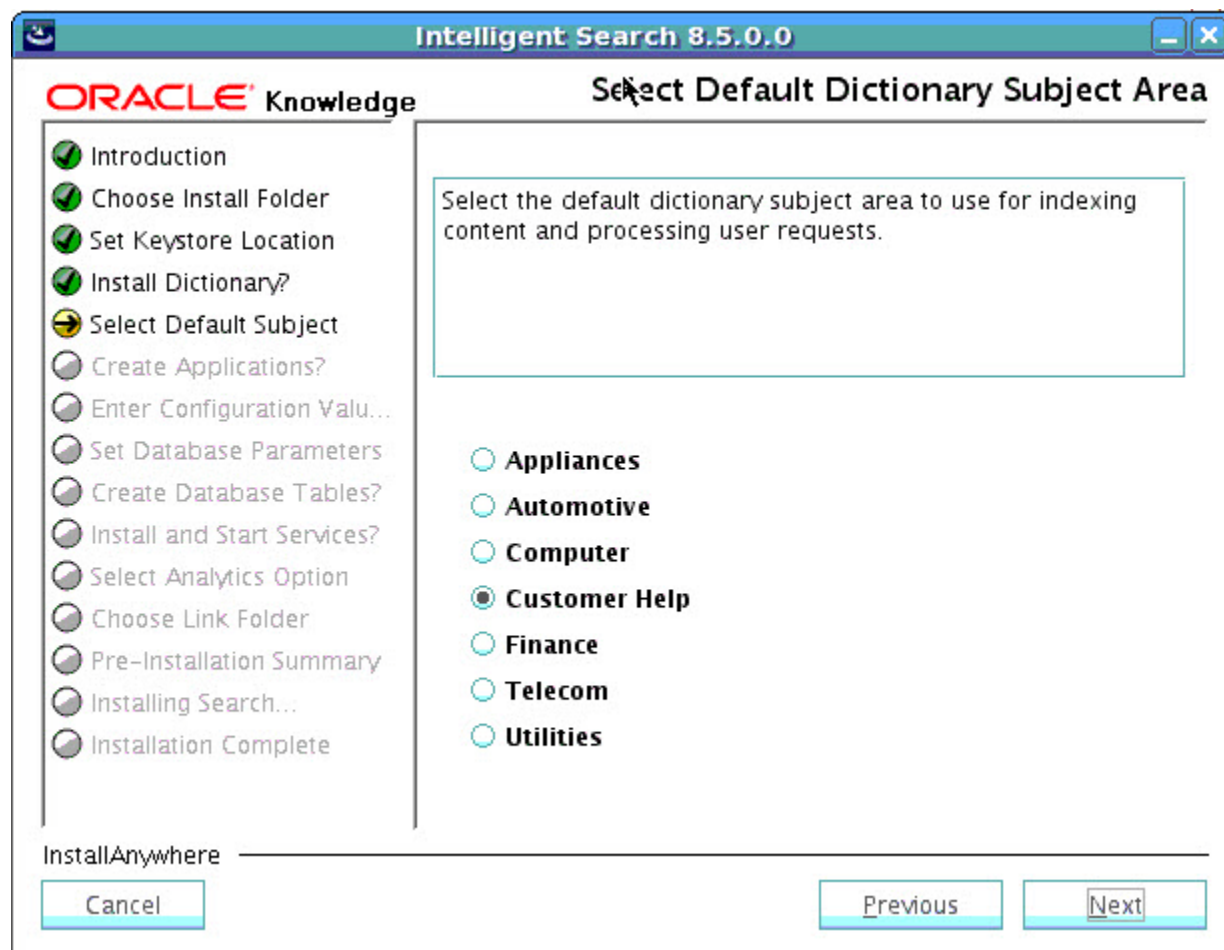 Intelligent Search 8.5.0.0
ORACLE Knowledge
Select Default Dictionary Subject Area
Introduction
Choose Install Folder
Set Keystore Location
Install Dictionary?
Select Default Subject
Create Applications?
Enter Configuration Valu...
Set Database Parameters
Create Database Tables?
Install and Start Services?
Select Analytics Option
Choose Link Folder
Pre-Installation Summary
Installing Search...
Installation Complete
Select the default dictionary subject area to use for indexing
content and processing user requests.
Appliances
Automotive
Computer
Customer Help
Finance
Telecom
Utilities
InstallAnywhere
Cancel
Previous
Next